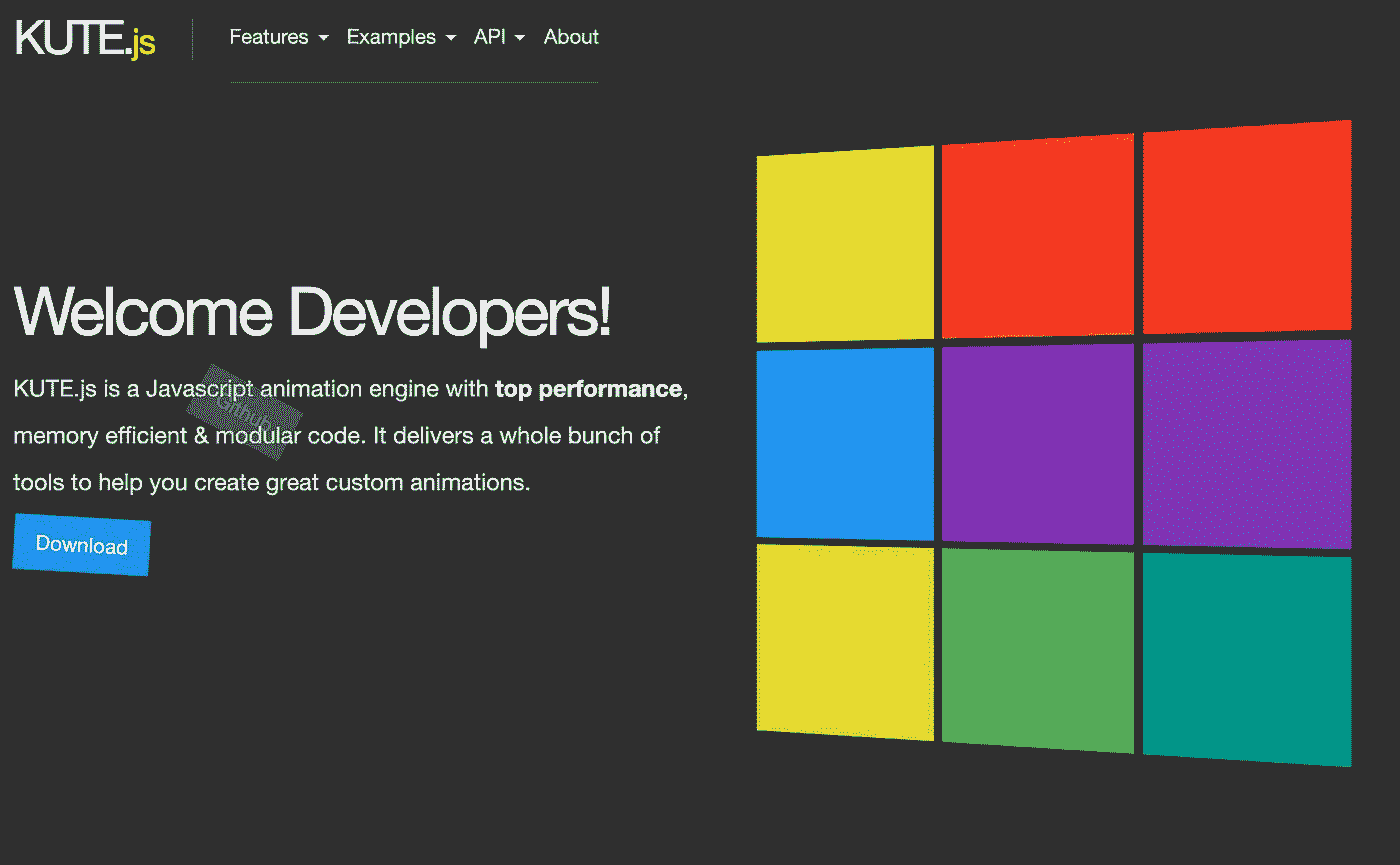 KUTE.js
Features
Examples
API
About
Welcome Developers!
KUTE.js is a Javascript animation engine with top performance,
memory efficient & modular code. It delivers a whole bunch of
tools to help you create great custom animations.
Github
Download